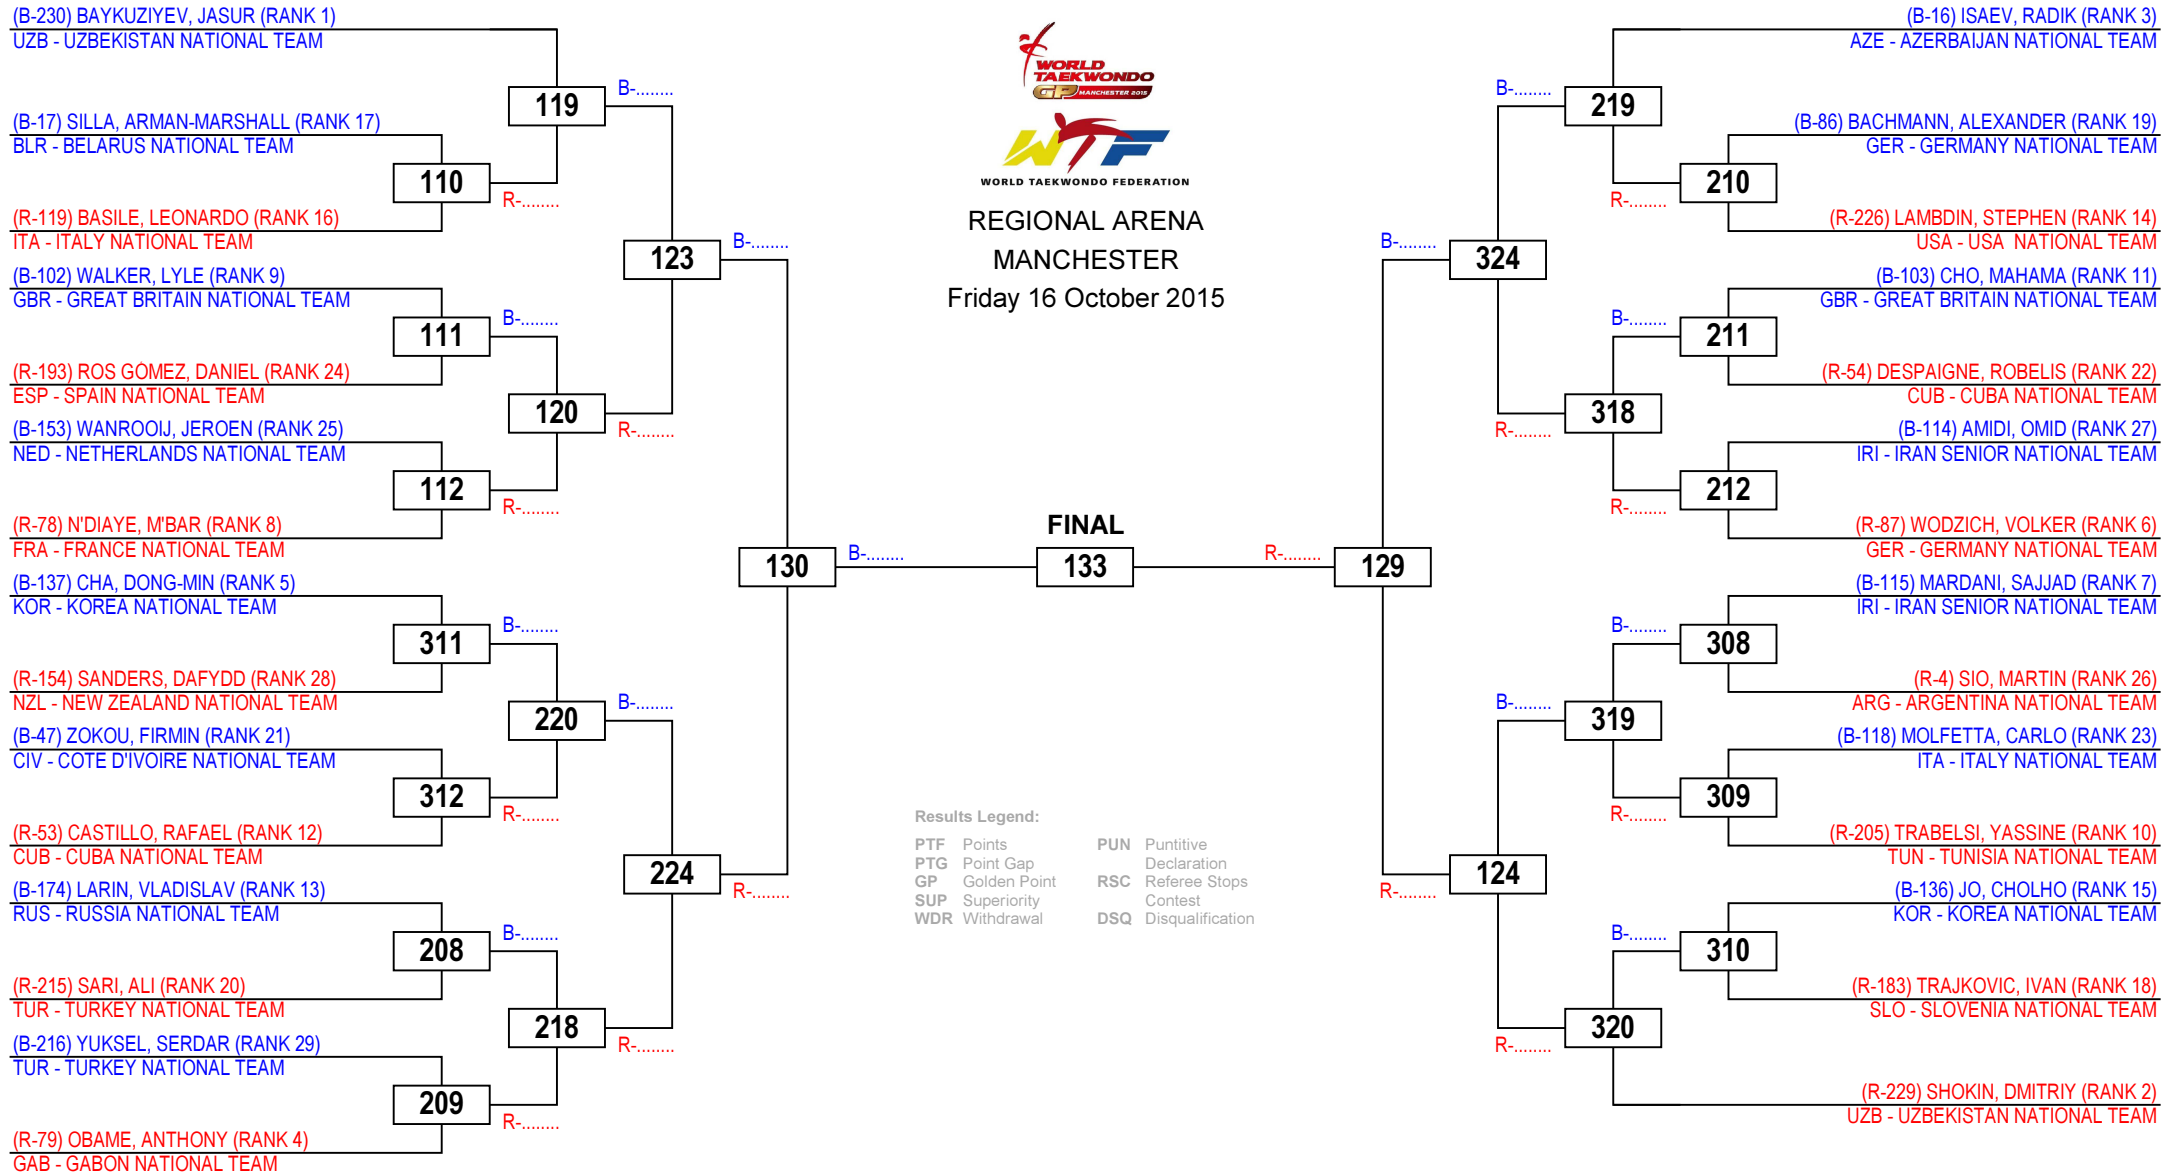 (B-230) BAYKUZIYEV, JASUR (RANK 1)
UZB - UZBEKISTAN NATIONAL TEAM
119
B-........
(B-17) SILLA, ARMAN-MARSHALL (RANK 17)
BLR - BELARUS NATIONAL TEAM
110
R-........
(R-119) BASILE, LEONARDO (RANK 16)
ITA - ITALY NATIONAL TEAM
123
B-........
(B-102) WALKER, LYLE (RANK 9)
GBR - GREAT BRITAIN NATIONAL TEAM
111
B-........
(R-193) ROS GÓMEZ, DANIEL (RANK 24)
ESP - SPAIN NATIONAL TEAM
120
R-........
(B-153) WANROOIJ, JEROEN (RANK 25)
NED - NETHERLANDS NATIONAL TEAM
112
R-........
(R-78) N'DIAYE, M'BAR (RANK 8)
FRA - FRANCE NATIONAL TEAM
130
B-........
(B-137) CHA, DONG-MIN (RANK 5)
KOR - KOREA NATIONAL TEAM
311
B-........
(R-154) SANDERS, DAFYDD (RANK 28)
NZL - NEW ZEALAND NATIONAL TEAM
220
B-........
(B-47) ZOKOU, FIRMIN (RANK 21)
CIV - COTE D'IVOIRE NATIONAL TEAM
312
R-........
(R-53) CASTILLO, RAFAEL (RANK 12)
CUB - CUBA NATIONAL TEAM
224
R-........
(B-174) LARIN, VLADISLAV (RANK 13)
RUS - RUSSIA NATIONAL TEAM
208
B-........
(R-215) SARI, ALI (RANK 20)
TUR - TURKEY NATIONAL TEAM
218
R-........
(B-216) YUKSEL, SERDAR (RANK 29)
TUR - TURKEY NATIONAL TEAM
209
R-........
(R-79) OBAME, ANTHONY (RANK 4)
GAB - GABON NATIONAL TEAM
WORLD
TAEKWONDO
GP MANCHESTER 2015
WTF
WORLD TAEKWONDO FEDERATION
REGIONAL ARENA
MANCHESTER
Friday 16 October 2015
FINAL
133
Results Legend:
PTF Points
PTG Point Gap
GP Golden Point
SUP Superiority
WDR Withdrawal
PUN Puntitive
Declaration
RSC Referee Stops
Contest
DSQ Disqualification
(B-16) ISAEV, RADIK (RANK 3)
AZE - AZERBAIJAN NATIONAL TEAM
B-........
219
(B-86) BACHMANN, ALEXANDER (RANK 19)
GER - GERMANY NATIONAL TEAM
210
R-........
(R-226) LAMBDIN, STEPHEN (RANK 14)
USA - USA  NATIONAL TEAM
B-........
324
(B-103) CHO, MAHAMA (RANK 11)
GBR - GREAT BRITAIN NATIONAL TEAM
B-........
211
(R-54) DESPAIGNE, ROBELIS (RANK 22)
CUB - CUBA NATIONAL TEAM
318
R-........
(B-114) AMIDI, OMID (RANK 27)
IRI - IRAN SENIOR NATIONAL TEAM
212
R-........
(R-87) WODZICH, VOLKER (RANK 6)
GER - GERMANY NATIONAL TEAM
R-........
129
(B-115) MARDANI, SAJJAD (RANK 7)
IRI - IRAN SENIOR NATIONAL TEAM
B-........
308
(R-4) SIO, MARTIN (RANK 26)
ARG - ARGENTINA NATIONAL TEAM
B-........
319
(B-118) MOLFETTA, CARLO (RANK 23)
ITA - ITALY NATIONAL TEAM
309
R-........
(R-205) TRABELSI, YASSINE (RANK 10)
TUN - TUNISIA NATIONAL TEAM
124
R-........
(B-136) JO, CHOLHO (RANK 15)
KOR - KOREA NATIONAL TEAM
B-........
310
(R-183) TRAJKOVIC, IVAN (RANK 18)
SLO - SLOVENIA NATIONAL TEAM
320
R-........
(R-229) SHOKIN, DMITRIY (RANK 2)
UZB - UZBEKISTAN NATIONAL TEAM